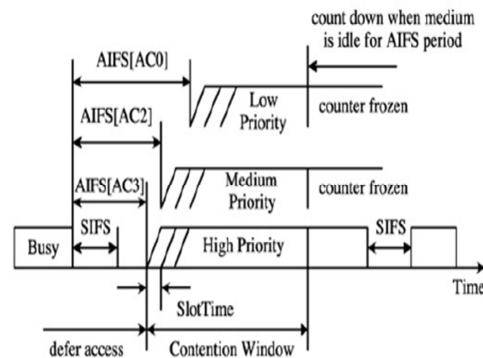 count down when medium
is idle for AIFS period
AIFS[AC0]
Low
Priority
counter frozen
AIFS[AC2]
Medium
Priority
counter frozen
AIFS[AC3]
SIFS
Busy
High Priority
SIFS
Time
SlotTime
defer access
Contention Window